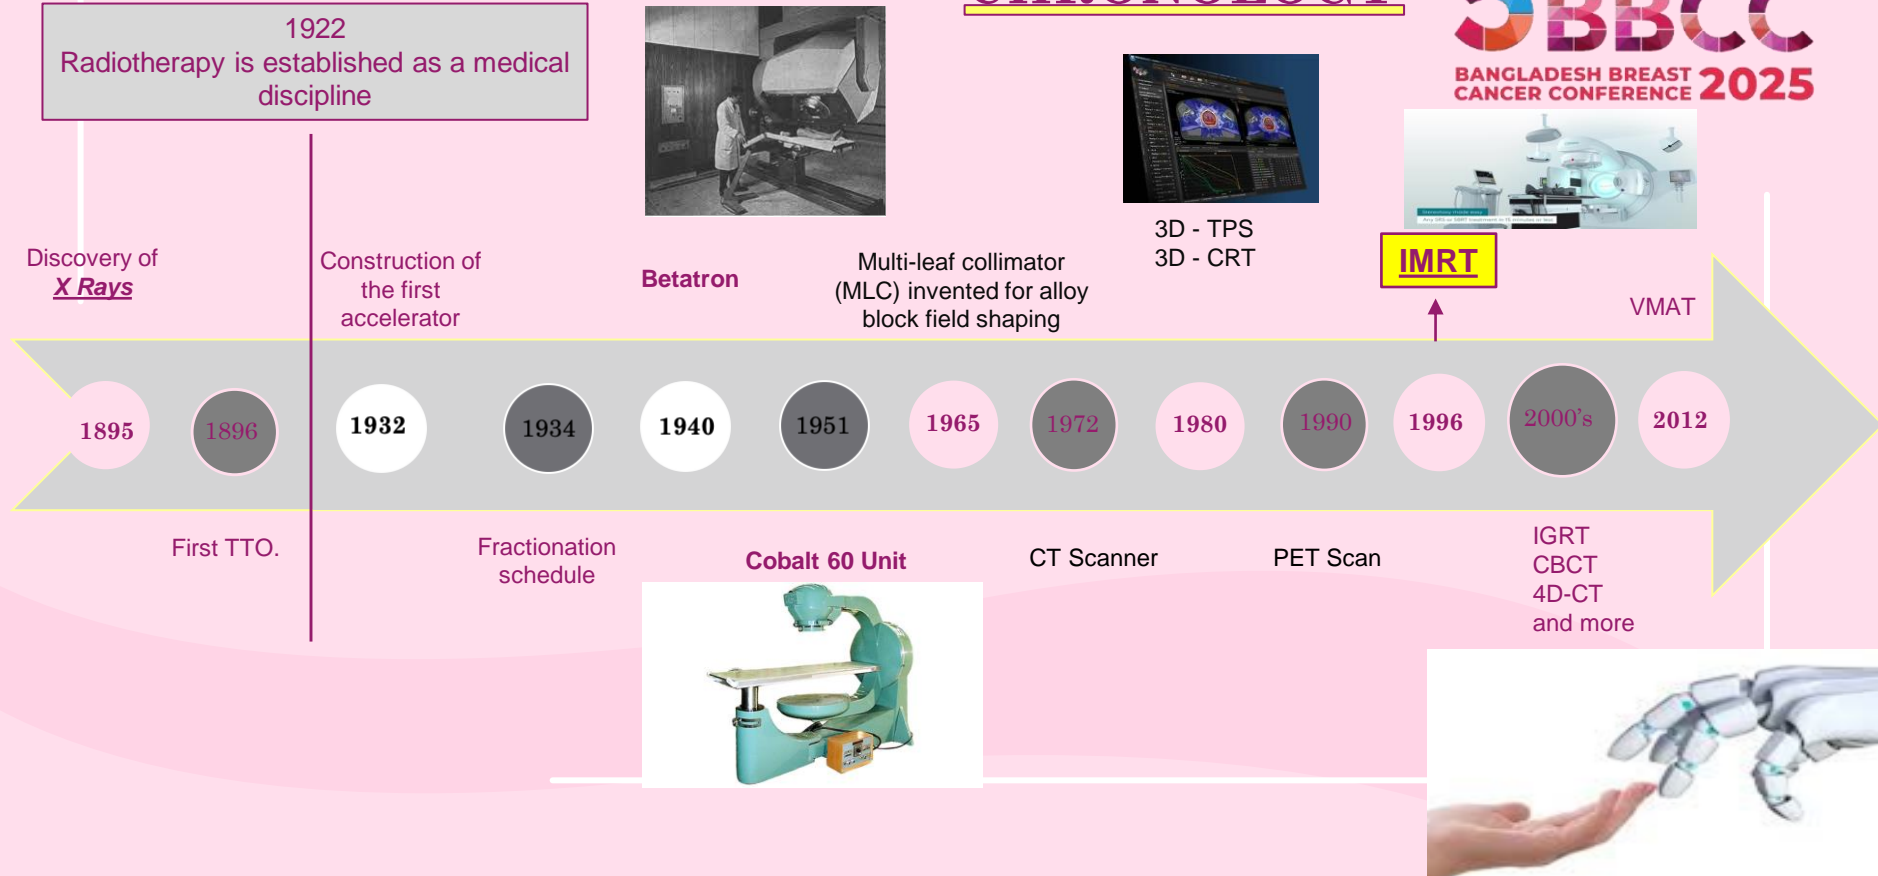 CHRONOLOGY
BBCC
BANGLADESH BREAST
CANCER CONFERENCE 2025
1922
Radiotherapy is established as a medical
discipline
3D - TPS
3D - CRT
Discovery of
X Rays
Construction of
the first
accelerator
Betatron
Multi-leaf collimator
(MLC) invented for alloy
block field shaping
IMRT
VMAT
1895
1896
1932
1934
1940
1951
1965
1972
1980
1990
1996
2000's
2012
First TTO.
Fractionation
schedule
Cobalt 60 Unit
CT Scanner
PET Scan
IGRT
CBCT
4D-CT
and more